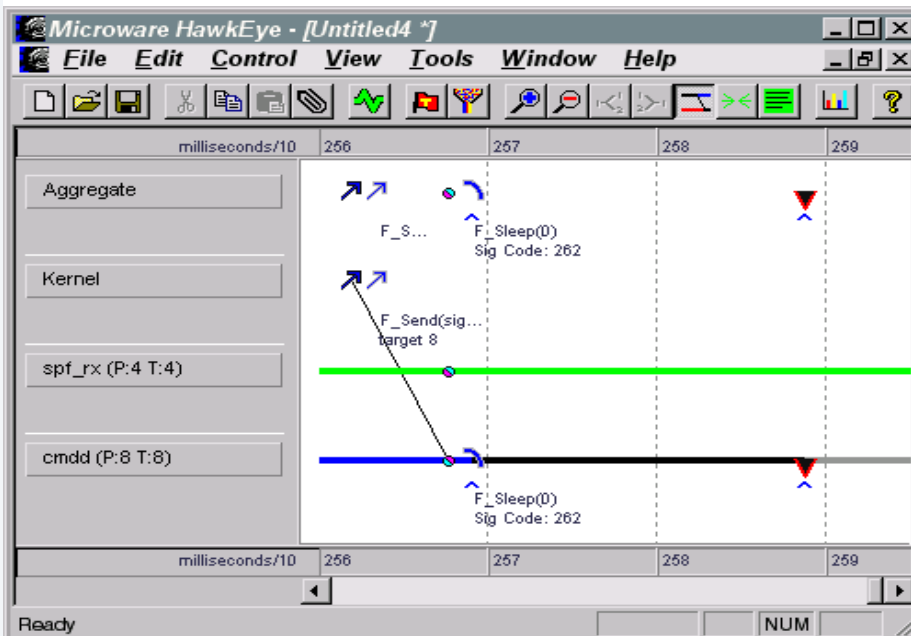 Microware HawkEye - [Untitled4 *]
File Edit Control View Tools Window Help
milliseconds/10 256 257 258 259
Aggregate
F_S... F_Sleep(0)
Sig Code: 262
Kernel
F_Send(sig...
target 8
spf_rx (P:4 T:4)
cmdd (P:8 T:8)
F_Sleep(0)
Sig Code: 262
milliseconds/10 256 257 258 259
Ready NUM